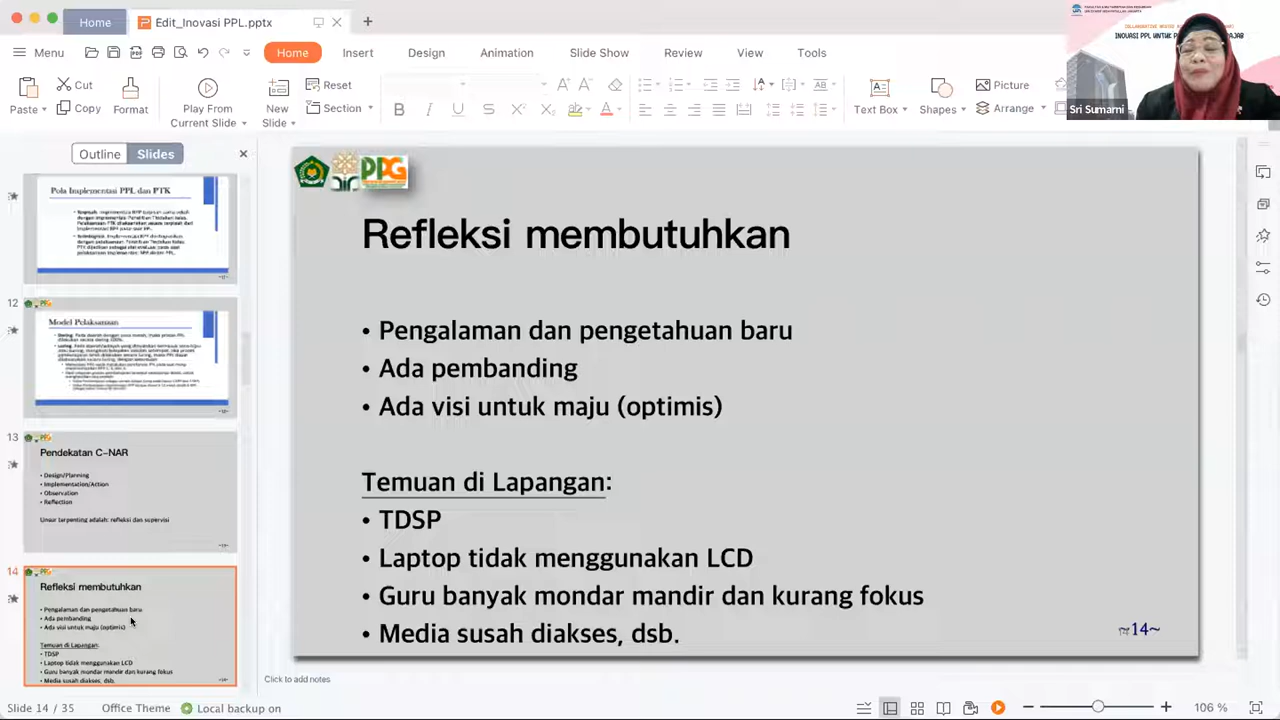 Home
Edit_Inovasi PPL.pptx
Menu
Home
Insert
Design
Slide Show
Review
View
Tools
Paste
Cut
Copy
Format
Play From
Current Slide
New
Slide
Reset
Section
Text Box
Shapes
Picture
Arrange
INOVASI PPL UNTUK
Sri Sumarni
Outline
Slides
Pola Implementasi PPL dan PTK
12
Model Pelaksanaan
13
Pendekatan C-NAR
• Design/Planning
• Implementation/Action
• Observation
• Reflection
Unsur terpenting adalah: refleksi dan supervisi
14
Refleksi membutuhkan
• Pengalaman dan pengetahuan baru
• Ada pembanding
• Ada visi untuk maju (optimis)
Temuan di Lapangan:
• TDSP
• Laptop tidak menggunakan LCD
• Guru banyak mondar mandir dan kurang fokus
• Media susah diakses, dsb.
PPG
Refleksi membutuhkan
• Pengalaman dan pengetahuan baru
• Ada pembanding
• Ada visi untuk maju (optimis)
Temuan di Lapangan:
• TDSP
• Laptop tidak menggunakan LCD
• Guru banyak mondar mandir dan kurang fokus
• Media susah diakses, dsb.
~14~
Click to add notes
Slide 14 / 35
Office Theme
Local backup on
106 %